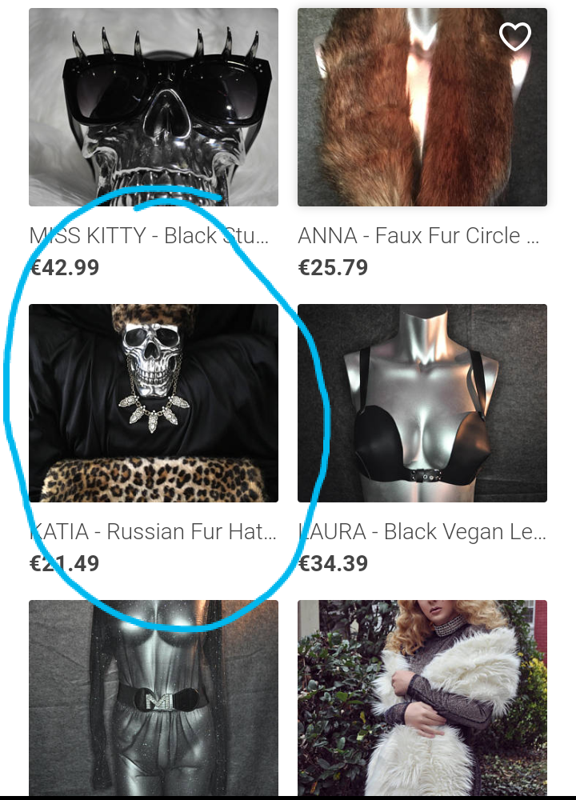 MISS KITTY - Black Stu...
€42.99
ANNA - Faux Fur Circle ...
€25.79
KATIA - Russian Fur Hat...
€21.49
LAURA - Black Vegan Le...
€34.39